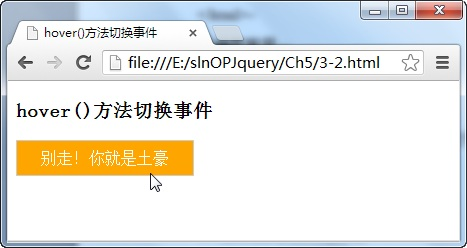 hover()方法切换事件
file:///E:/slnOPJquery/Ch5/3-2.html
hover()方法切换事件
别走！你就是土豪